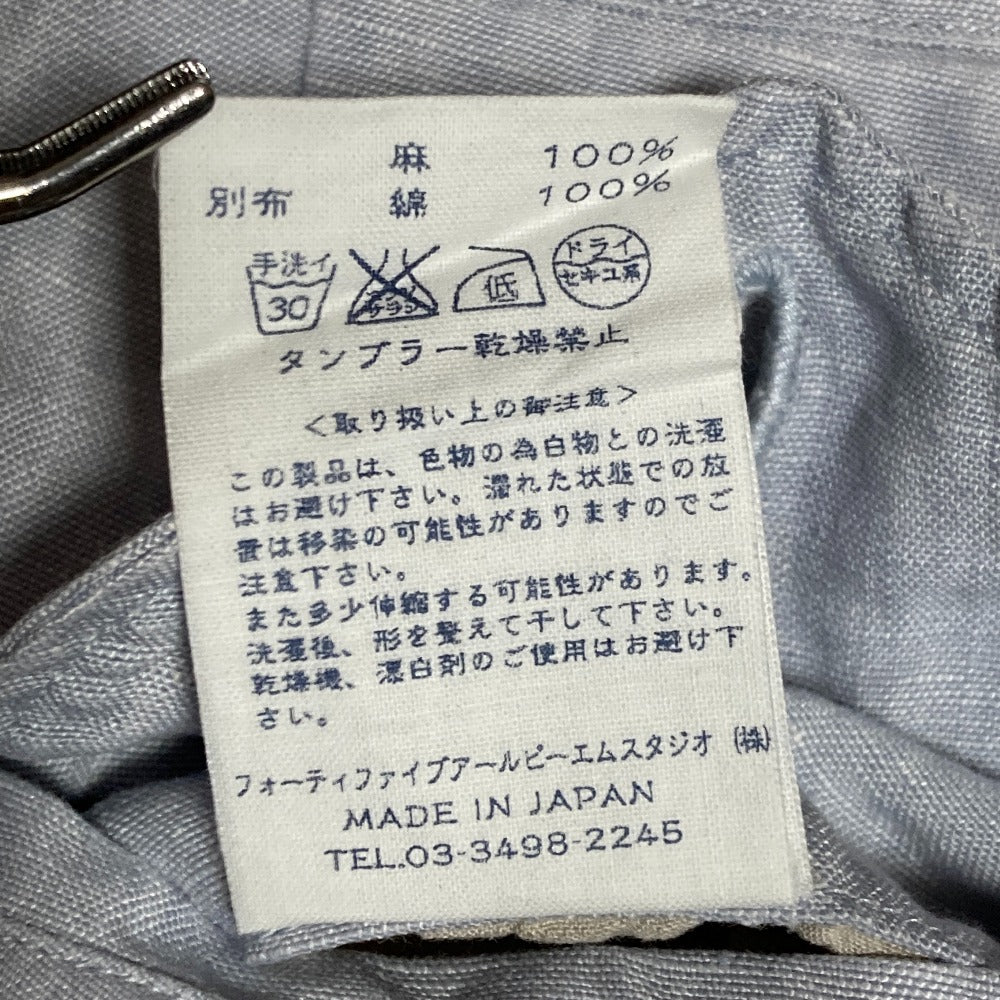 麻 100%
別布 綿 100%
手洗イ
30
サラシ
低
ドライ
セキユ系
タンブラー乾燥禁止
<取り扱い上の御注意>
この製品は、色物の為白物との洗濯
はお避け下さい。濡れた状態での放
置は移染の可能性がありますのでご
注意下さい。
また多少伸縮する可能性があります。
洗濯後、形を整えて干して下さい。
乾燥機、漂白剤のご使用はお避け下
さい。
フォーティファイブアールピーエムスタジオ(株)
MADE IN JAPAN
TEL.03-3498-2245